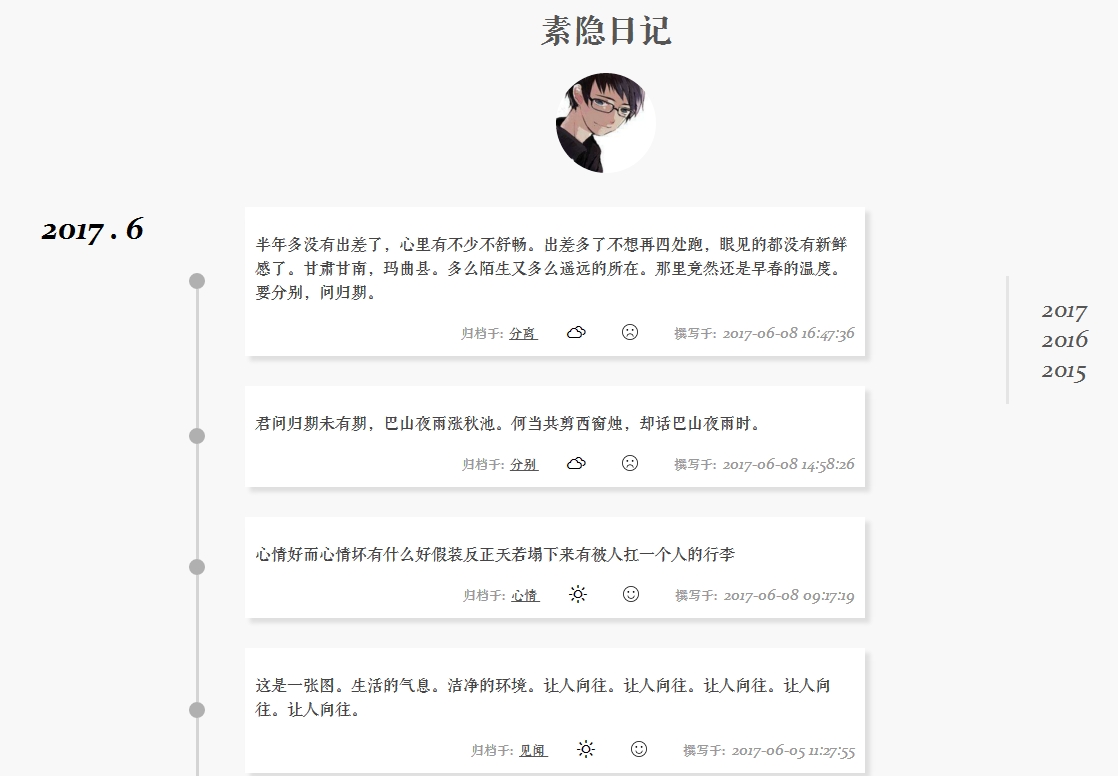 素隐日记
2017 . 6
半年多没有出差了，心里有不少不舒畅。出差多了不想再四处跑，眼见的都没有新鲜
感了。甘肃甘南，玛曲县。多么陌生又多么遥远的所在。那里竟然还是早春的温度。
要分别，问归期。
归档于: 分离 撰写于: 2017-06-08 16:47:36
君问归期未有期，巴山夜雨涨秋池。何当共剪西窗烛，却话巴山夜雨时。
归档于: 分别 撰写于: 2017-06-08 14:58:26
心情好而心情坏有什么好假装反正天若塌下来有被人扛一个人的行李
归档于: 心情 撰写于: 2017-06-08 09:17:19
这是一张图。生活的气息。洁净的环境。让人向往。让人向往。让人向往。让人向
往。让人向往。
归档于: 见闻 撰写于: 2017-06-05 11:27:55
2017
2016
2015